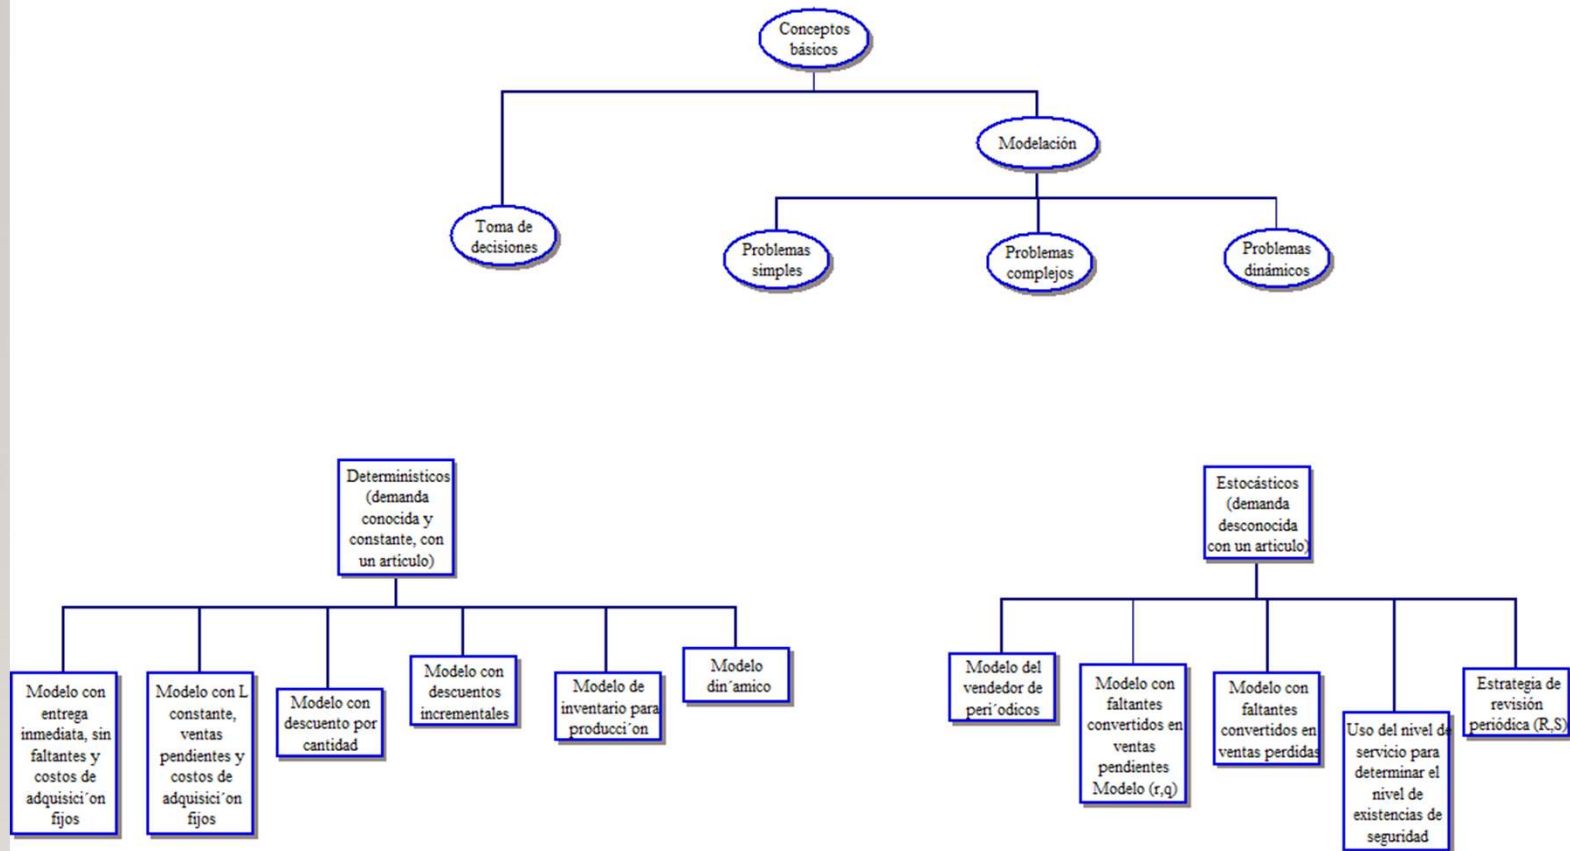 Conceptos
básicos
Modelación
Toma de
decisiones
Problemas
simples
Problemas
complejos
Problemas
dinámicos
Determinísticos
(demanda
conocida y
constante, con
un artículo)
Modelo con
entrega
inmediata, sin
faltantes y
costos de
adquisici´on
fijos
Modelo con L
constante,
ventas
pendientes y
costos de
adquisici´on
fijos
Modelo con
descuento por
cantidad
Modelo con
descuentos
incrementales
Modelo de
inventario para
producci´on
Modelo
din´amico
Estocásticos
(demanda
desconocida
con un artículo)
Modelo del
vendedor de
peri´odicos
Modelo con
faltantes
convertidos en
ventas
pendientes
Modelo (r,q)
Modelo con
faltantes
convertidos en
ventas perdidas
Uso del nivel de
servicio para
determinar el
nivel de
existencias de
seguridad
Estrategia de
revisión
periódica (R,S)